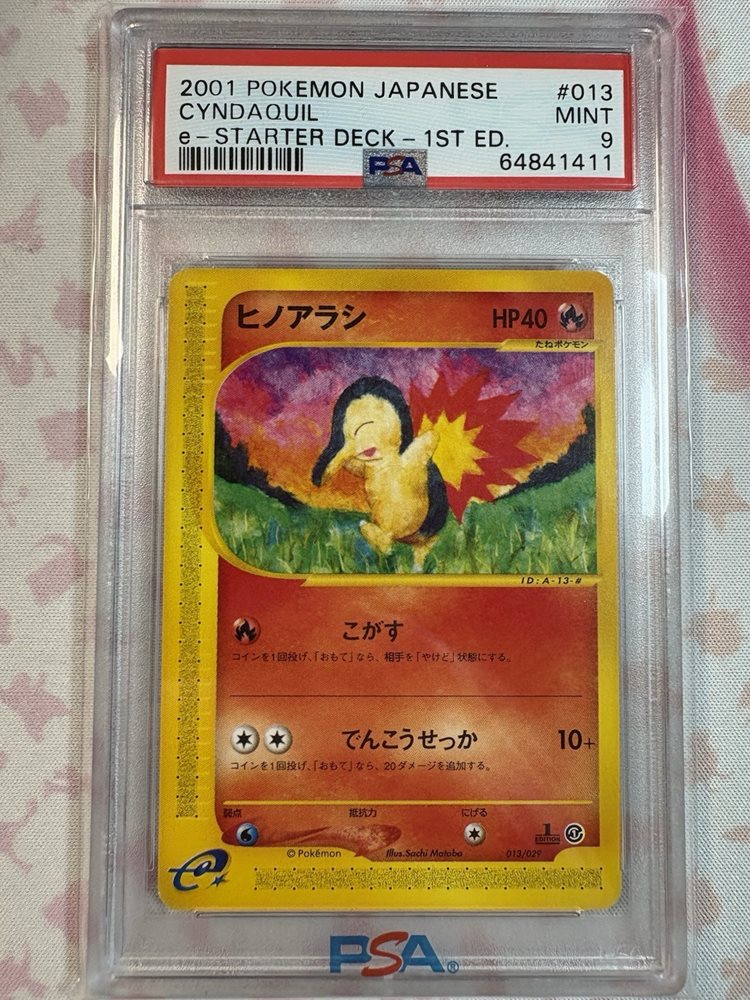 2001 POKEMON JAPANESE #013
CYNDAQUIL MINT
e-STARTER DECK-1ST ED. 9
PSA 64841411
ヒノアラシ HP40
たねポケモン
ID:A-13-#
こがす
コインを1回投げ、「おもて」なら、相手を「やけど」状態にする。
でんこうせっか 10+
コインを1回投げ、「おもて」なら、20ダメージを追加する。
弱点 抵抗力 にげる
1 EDITION
© Pokémon Illus.Sachi Matoba 013/029
e
PSA®